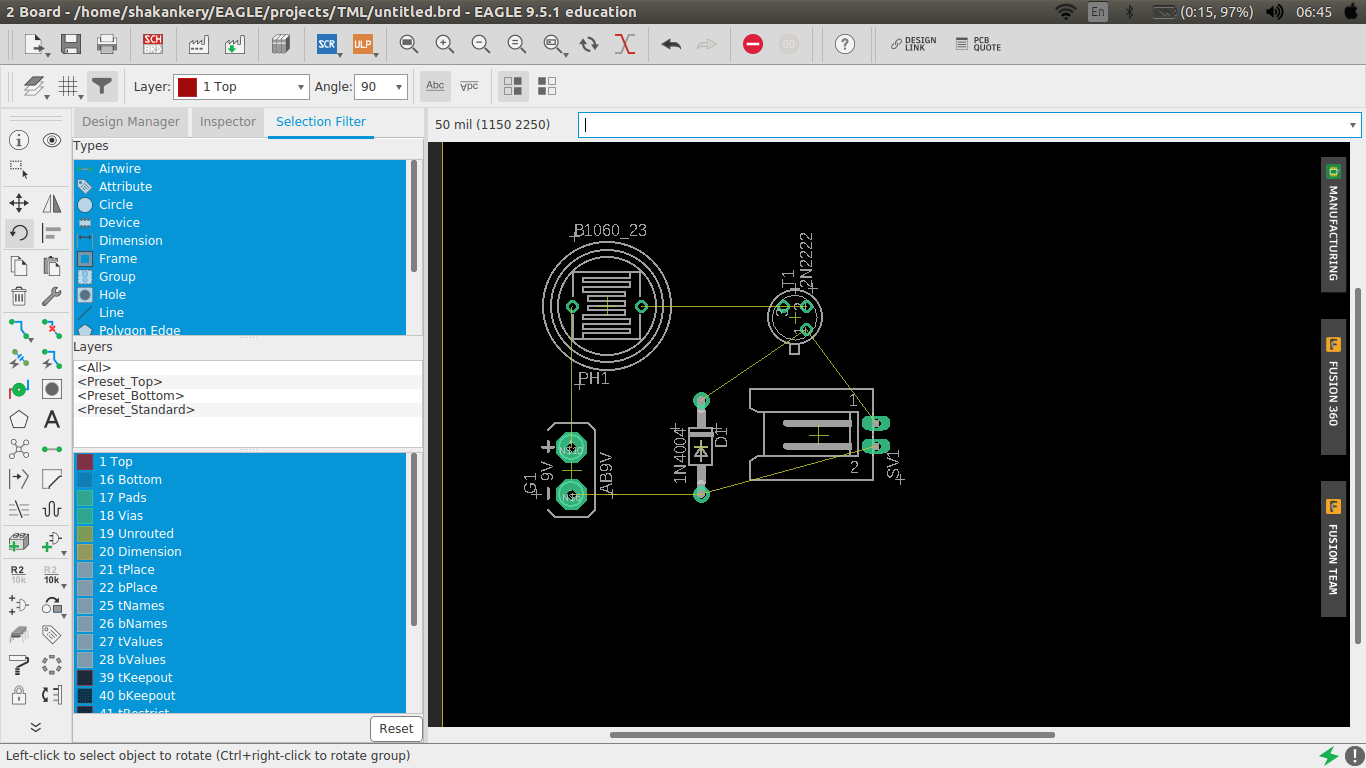 2 Board - /home/shakankery/EAGLE/projects/TML/untitled.brd - EAGLE 9.5.1 education
En
(0:15, 97%)
06:45
SCH
BRD
SCR
ULP
GO
DESIGN
LINK
PCB
QUOTE
Layer:
1 Top
Angle:
90
Abc
Abc
Design Manager
Inspector
Selection Filter
50 mil (1150 2250)
Types
Airwire
Attribute
Circle
Device
Dimension
Frame
Group
Hole
Line
Polygon Edge
Layers
<All>
<Preset_Top>
<Preset_Bottom>
<Preset_Standard>
1 Top
16 Bottom
17 Pads
18 Vias
19 Unrouted
20 Dimension
21 tPlace
22 bPlace
25 tNames
26 bNames
27 tValues
28 bValues
39 tKeepout
40 bKeepout
41 tRestrict
Reset
R2
10k
R2
10k
B1060_23
PH1
T1
2N2222
3
2
1
1N4004
D1
G1
9V
AB9V
1
2
SV1
MANUFACTURING
F
FUSION 360
F
FUSION TEAM
Left-click to select object to rotate (Ctrl+right-click to rotate group)